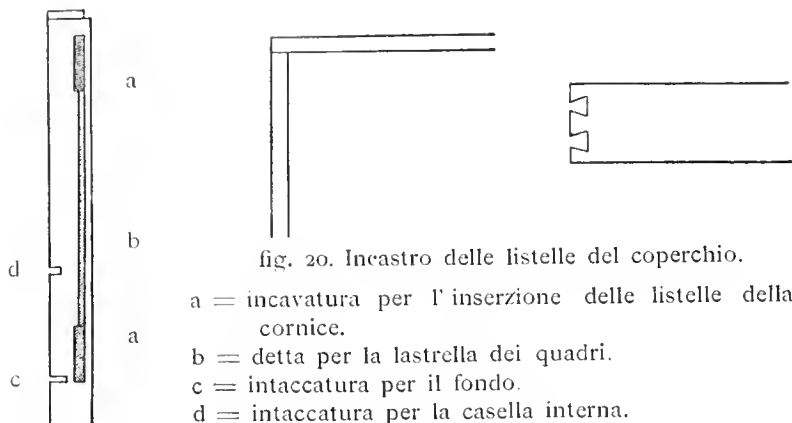 a
b
d
a
c
fig. 20. Incastro delle listelle del coperchio.
a = incavatura per l' inserzione delle listelle della
cornice.
b = detta per la lastrella dei quadri.
c = intaccatura per il fondo.
d = intaccatura per la casella interna.